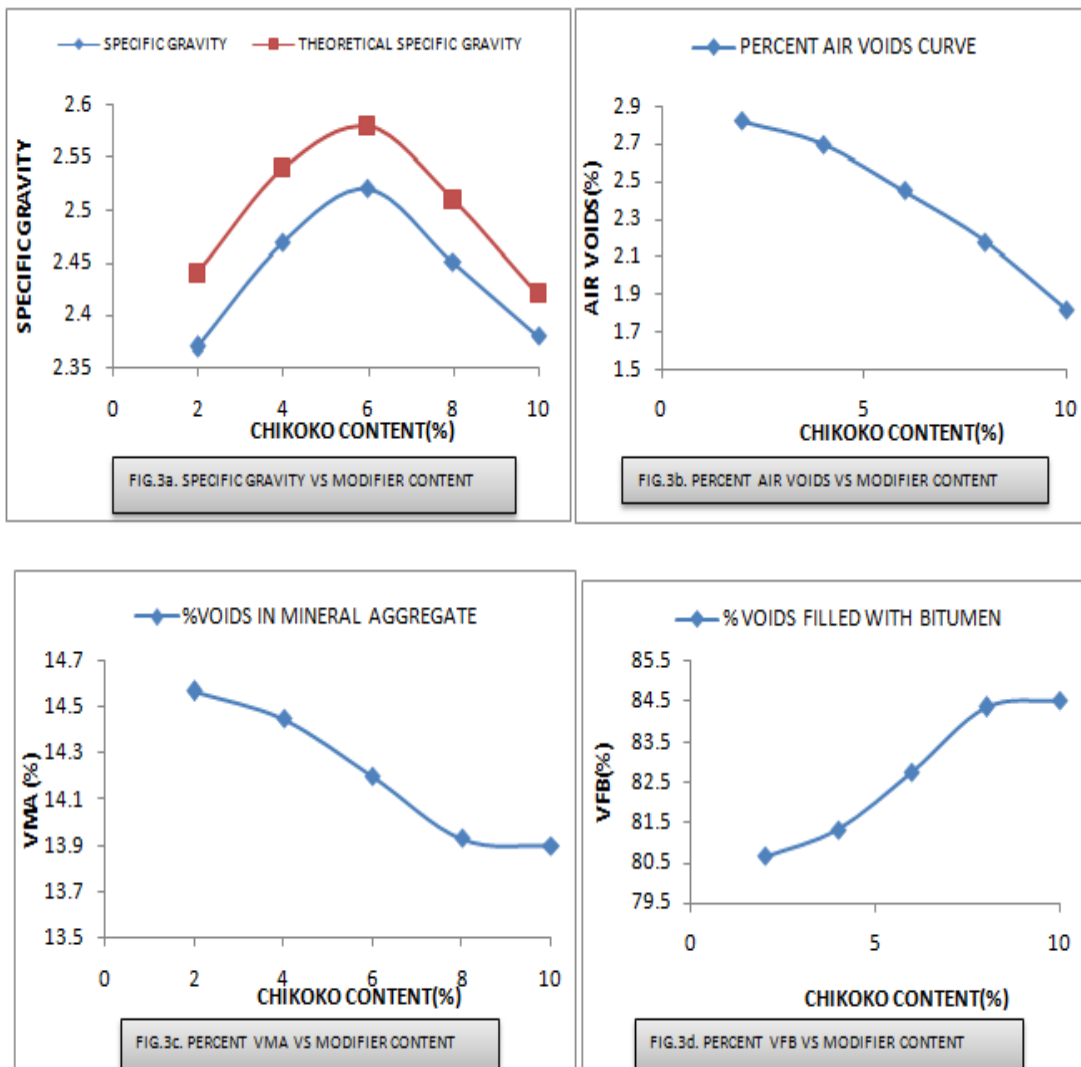 SPECIFIC GRAVITY
THEORETICAL SPECIFIC GRAVITY
SPECIFICGRAVITY
2.6
2.55
2.5
2.45
2.4
2.35
0 2 4 6 8 10
CHIKOKO CONTENT(%)
FIG.3a. SPECIFIC GRAVITY VS MODIFIER CONTENT
PERCENT AIR VOIDS CURVE
AIR VOIDS(%)
2.9
2.7
2.5
2.3
2.1
1.9
1.7
1.5
0 5 10
CHIKOKO CONTENT(%)
FIG.3b. PERCENT AIR VOIDS VS MODIFIER CONTENT
%VOIDS IN MINERAL AGGREGATE
VMA (%)
14.7
14.5
14.3
14.1
13.9
13.7
13.5
0 2 4 6 8 10
CHIKOKO CONTENT(%)
FIG.3c. PERCENT VMA VS MODIFIER CONTENT
% VOIDS FILLED WITH BITUMEN
VFB(%)
85.5
84.5
83.5
82.5
81.5
80.5
79.5
0 5 10
CHIKOKO CONTENT(%)
FIG.3d. PERCENT VFB VS MODIFIER CONTENT